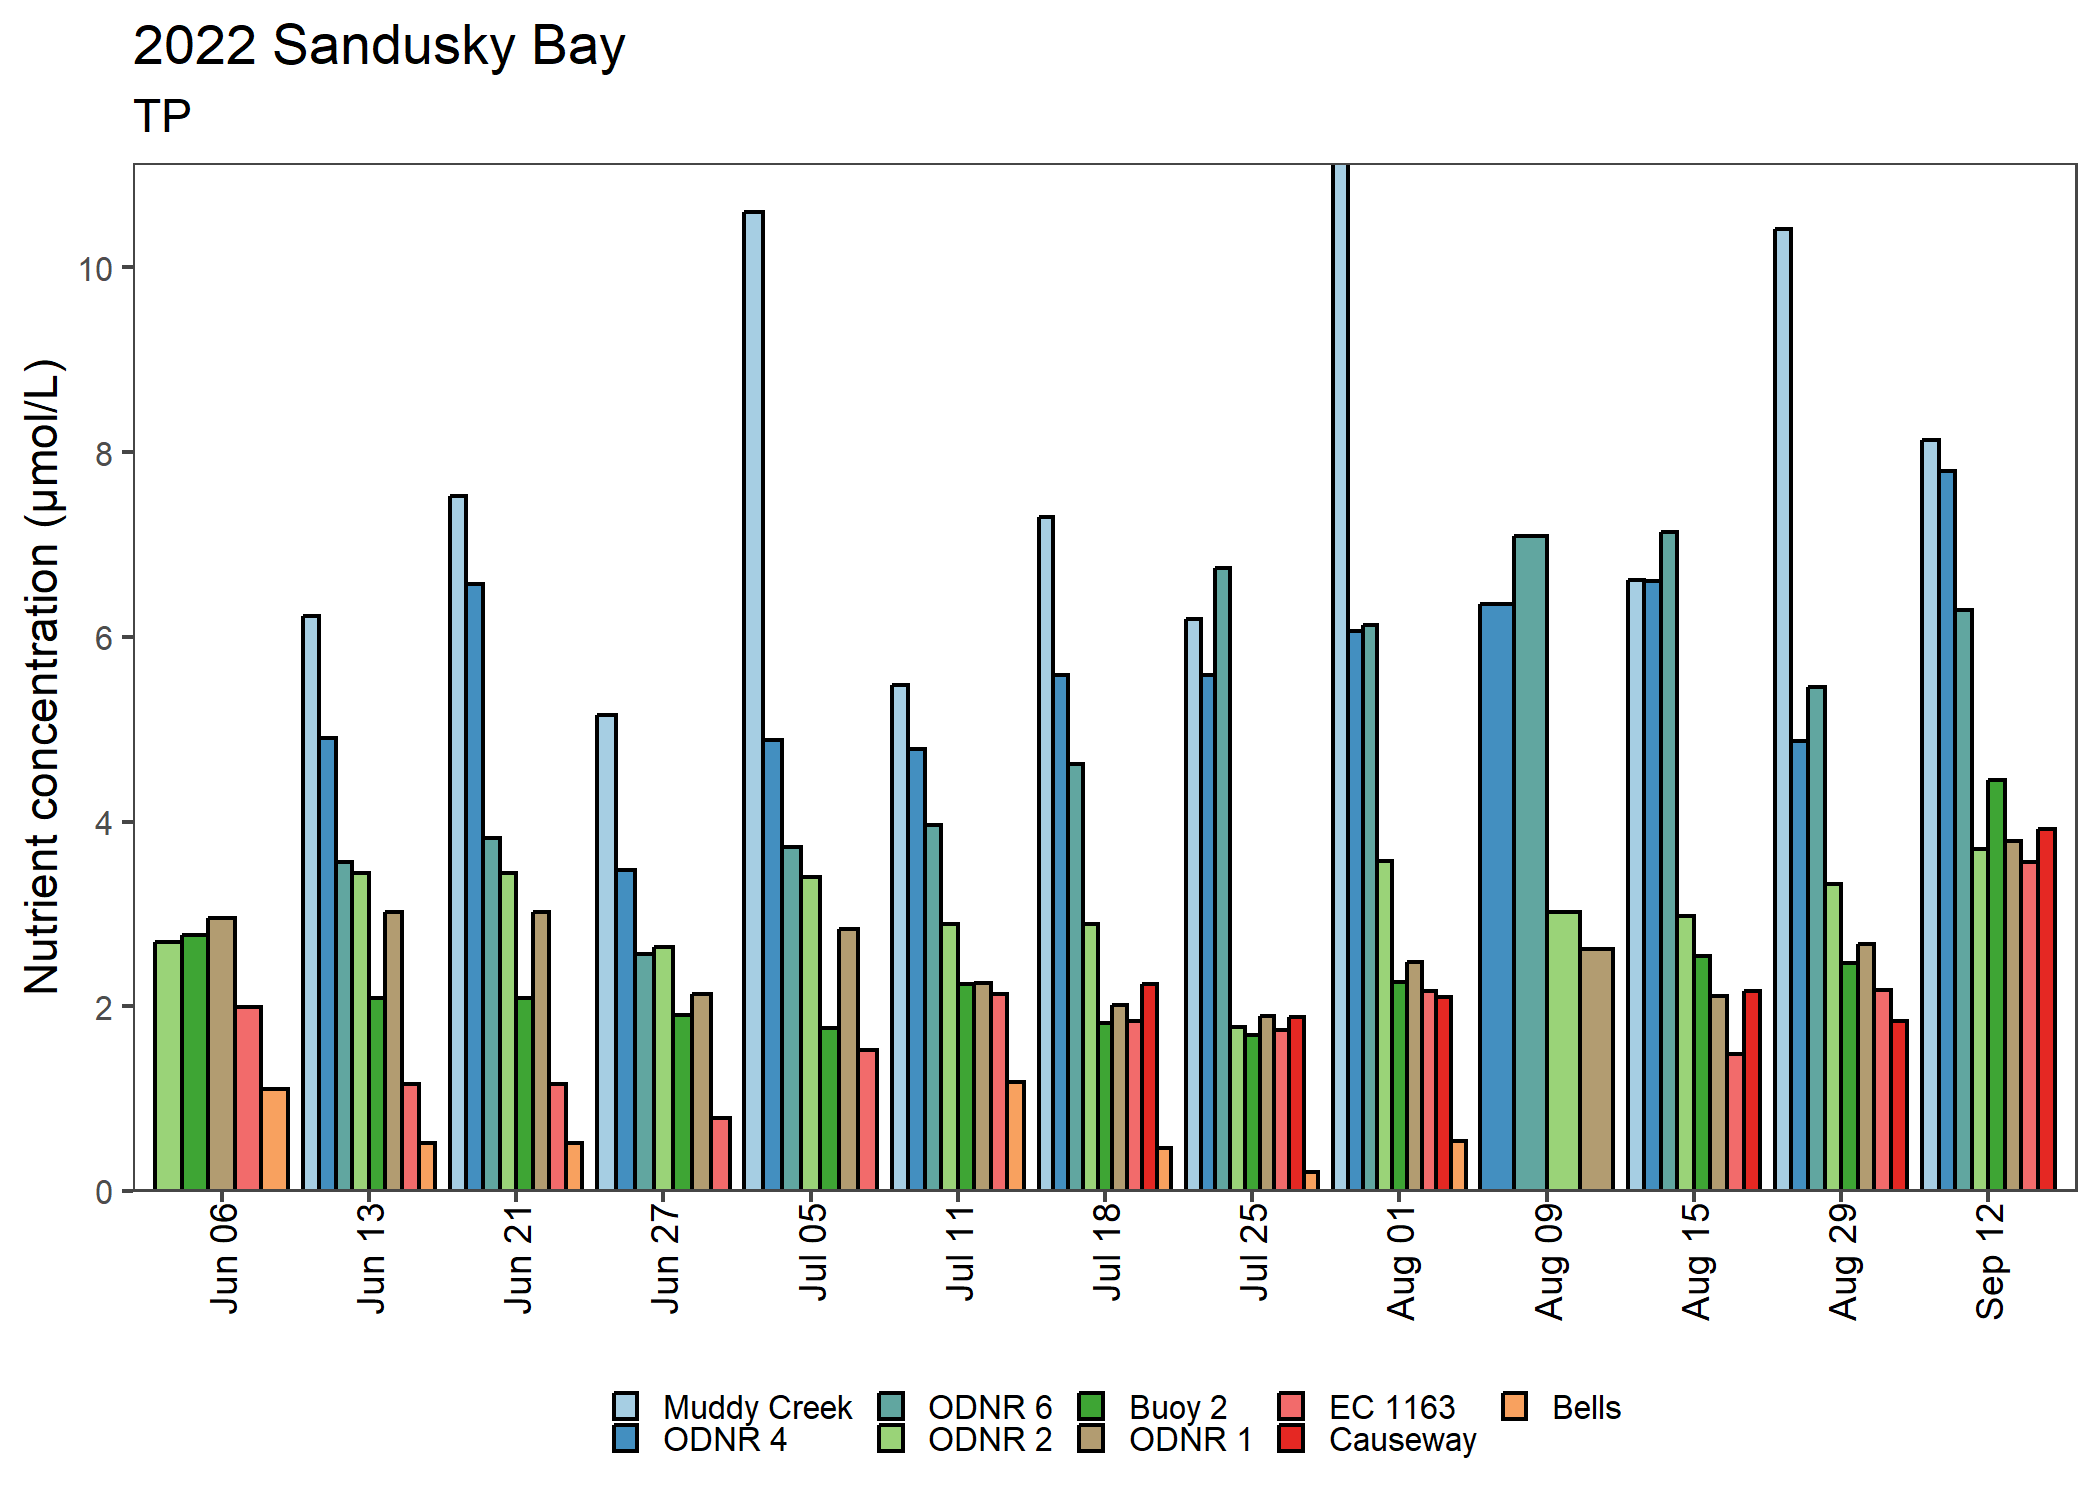 2022 Sandusky Bay
TP
Nutrient concentration (µmol/L)
10
8
6
4
2
0
Jun 06
Jun 13
Jun 21
Jun 27
Jul 05
Jul 11
Jul 18
Jul 25
Aug 01
Aug 09
Aug 15
Aug 29
Sep 12
Muddy Creek ODNR 6 Buoy 2 EC 1163 Bells
ODNR 4 ODNR 2 ODNR 1 Causeway